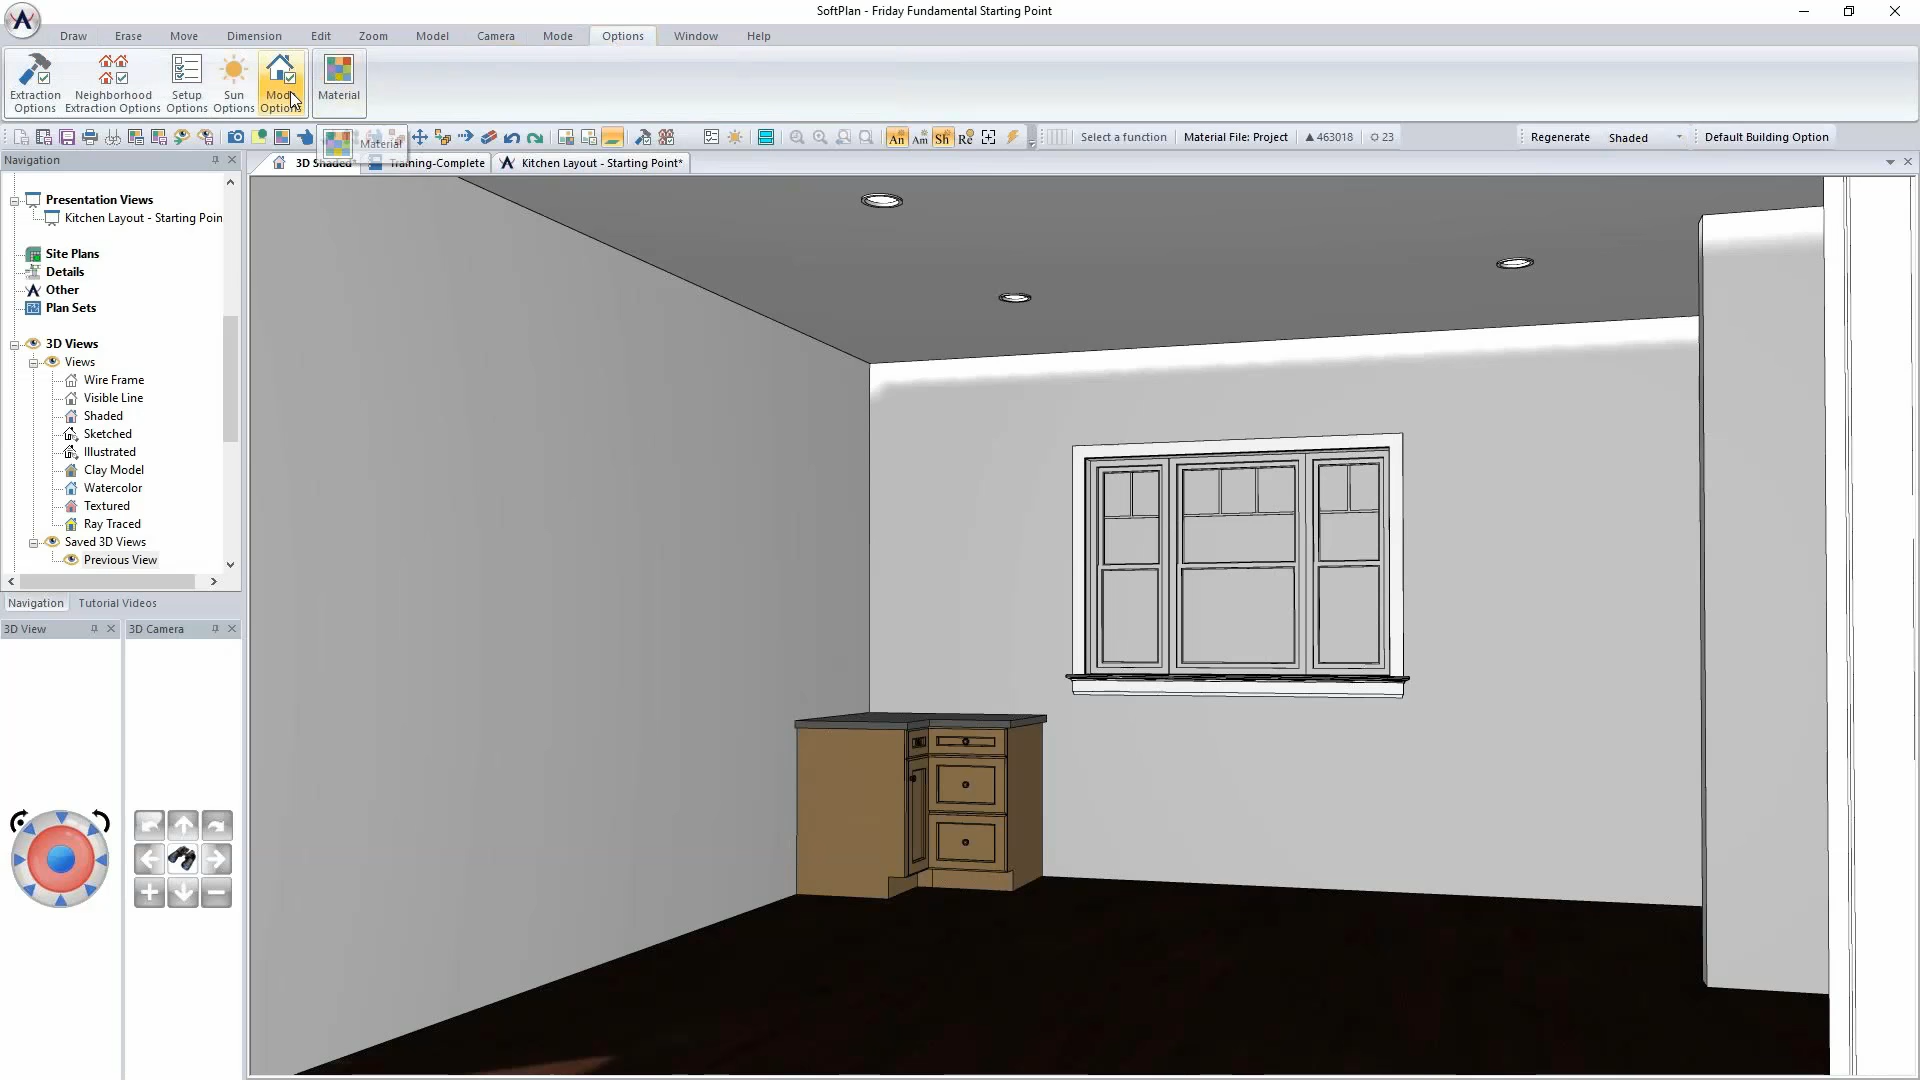 SoftPlan - Friday Fundamental Starting Point
Draw Erase Move Dimension Edit Zoom Model Camera Mode Options Window Help
Extraction Options
Neighborhood Extraction Options
Setup Options
Sun Options
Material
Material
An Am Sh Re
Select a function Material File: Project 463018 23 Regenerate Shaded Default Building Option
Navigation
3D Shaded Training-Complete Kitchen Layout - Starting Point*
Presentation Views
Kitchen Layout - Starting Poin
Site Plans
Details
Other
Plan Sets
3D Views
Views
Wire Frame
Visible Line
Shaded
Sketched
Illustrated
Clay Model
Watercolor
Textured
Ray Traced
Saved 3D Views
Previous View
Navigation Tutorial Videos
3D View 3D Camera